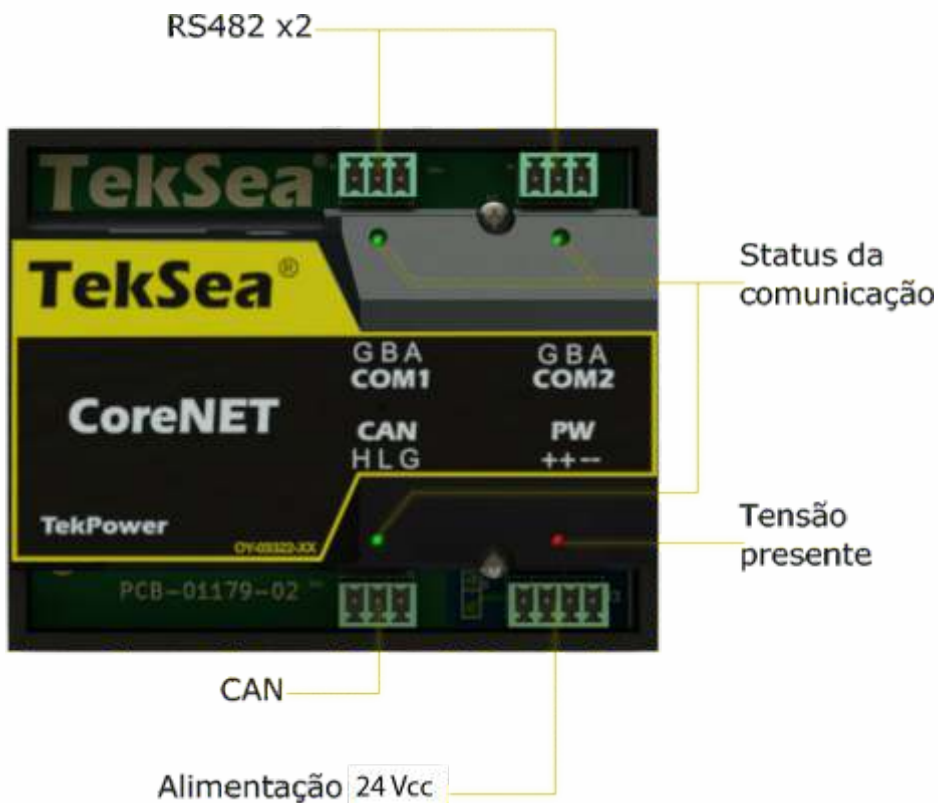 RS482 x2
TekSea®
TekSea®
Status da
comunicação
G B A
COM1
G B A
COM2
CoreNET
CAN
H L G
PW
++--
TekPower
Tensão
presente
PCB-01179-02
CAN
Alimentação 24 Vcc